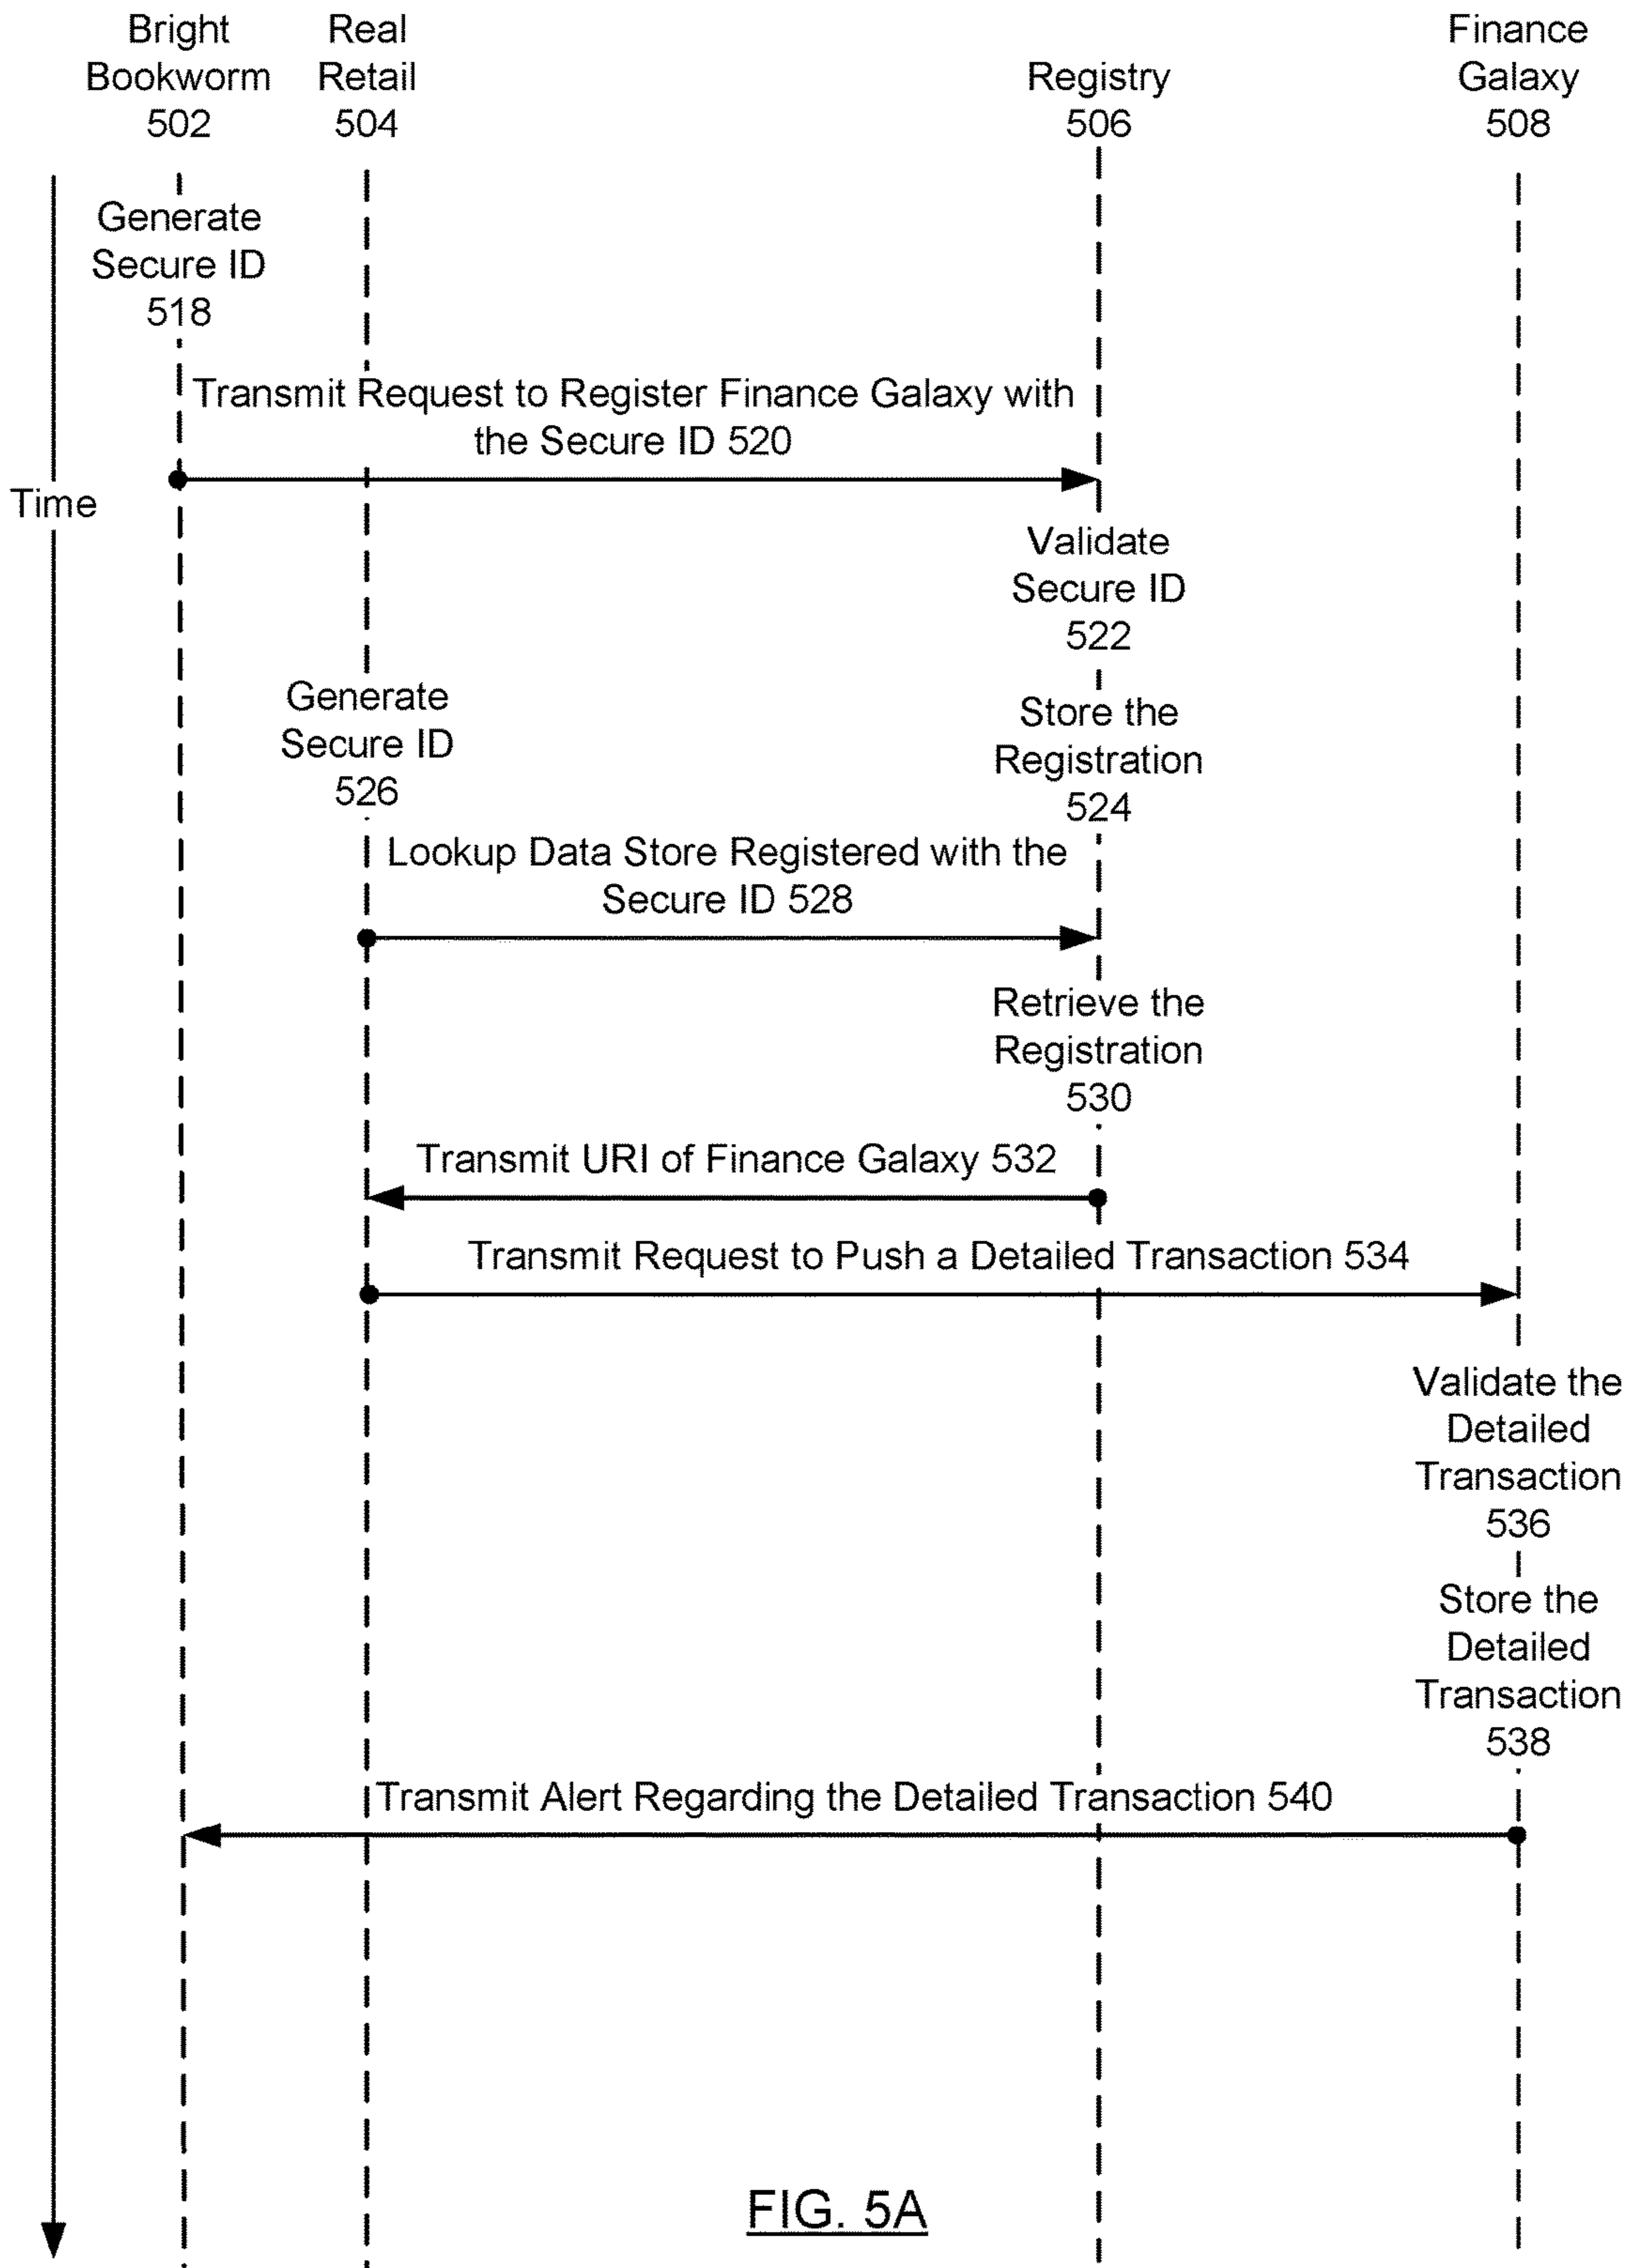 Bright
Bookworm
502
Real
Retail
504
Registry
506
Finance
Galaxy
508
Generate
Secure ID
518
Transmit Request to Register Finance Galaxy with
the Secure ID 520
Time
Validate
Secure ID
522
Generate
Secure ID
526
Store the
Registration
524
Lookup Data Store Registered with the
Secure ID 528
Retrieve the
Registration
530
Transmit URI of Finance Galaxy 532
Transmit Request to Push a Detailed Transaction 534
Validate the
Detailed
Transaction
536
Store the
Detailed
Transaction
538
Transmit Alert Regarding the Detailed Transaction 540
FIG. 5A